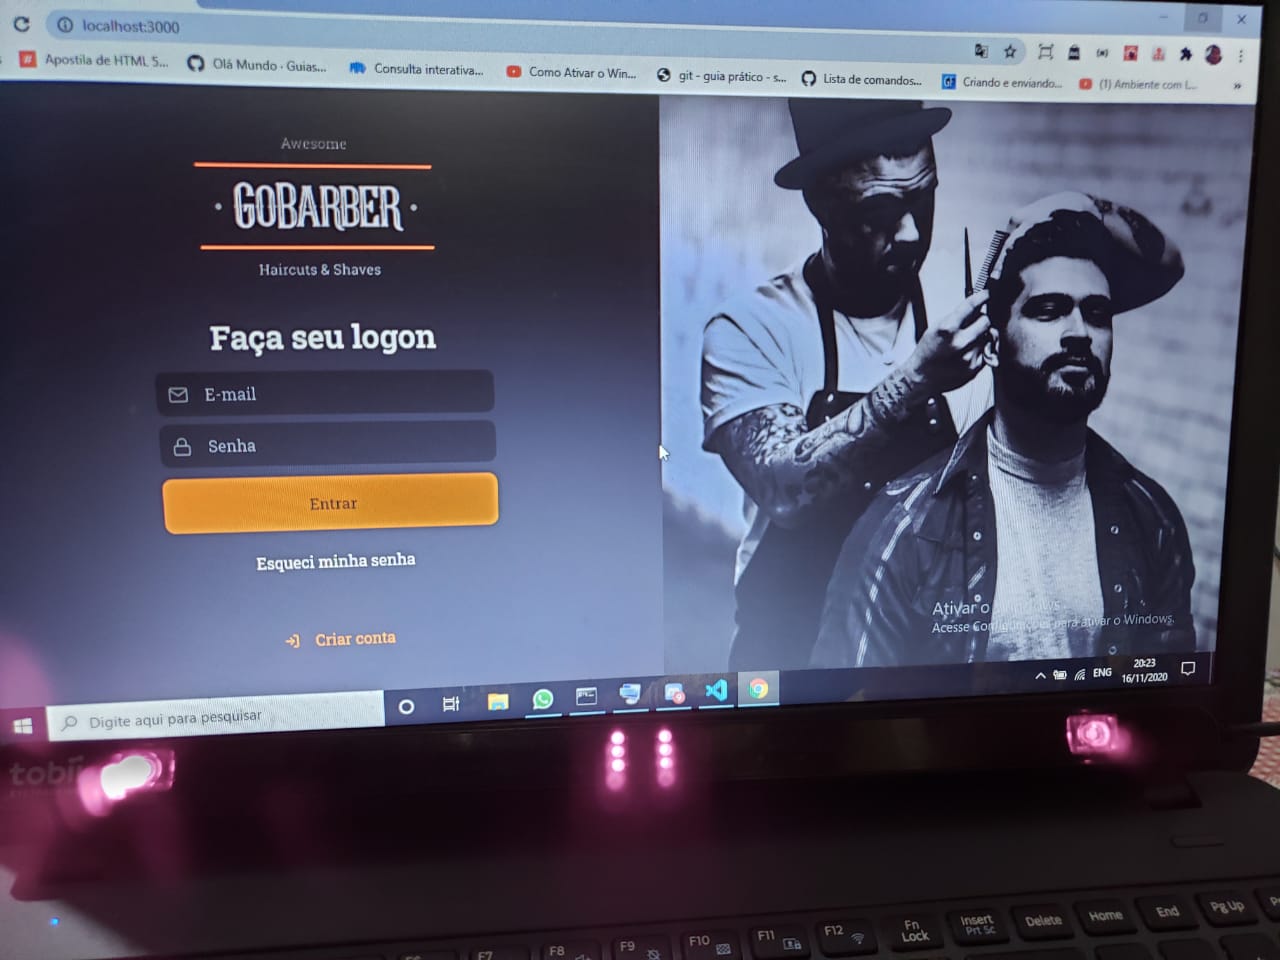 localhost:3000
Apostila de HTML 5...
Olá Mundo · Guias...
Consulta interativa...
Como Ativar o Win...
git - guia prático - s...
Lista de comandos...
Criando e enviando...
(1) Ambiente com L...
»
Awesome
· GOBARBER ·
Haircuts & Shaves
Faça seu logon
E-mail
Senha
Entrar
Esqueci minha senha
Criar conta
Ativar o Windows
Acesse Configurações para ativar o Windows.
Digite aqui para pesquisar
ENG
20:23
16/11/2020
tobii
F7
F8
F9
F10
F11
F12
Fn
Lock
Insert
Prt Sc
Delete
Home
End
Pg Up